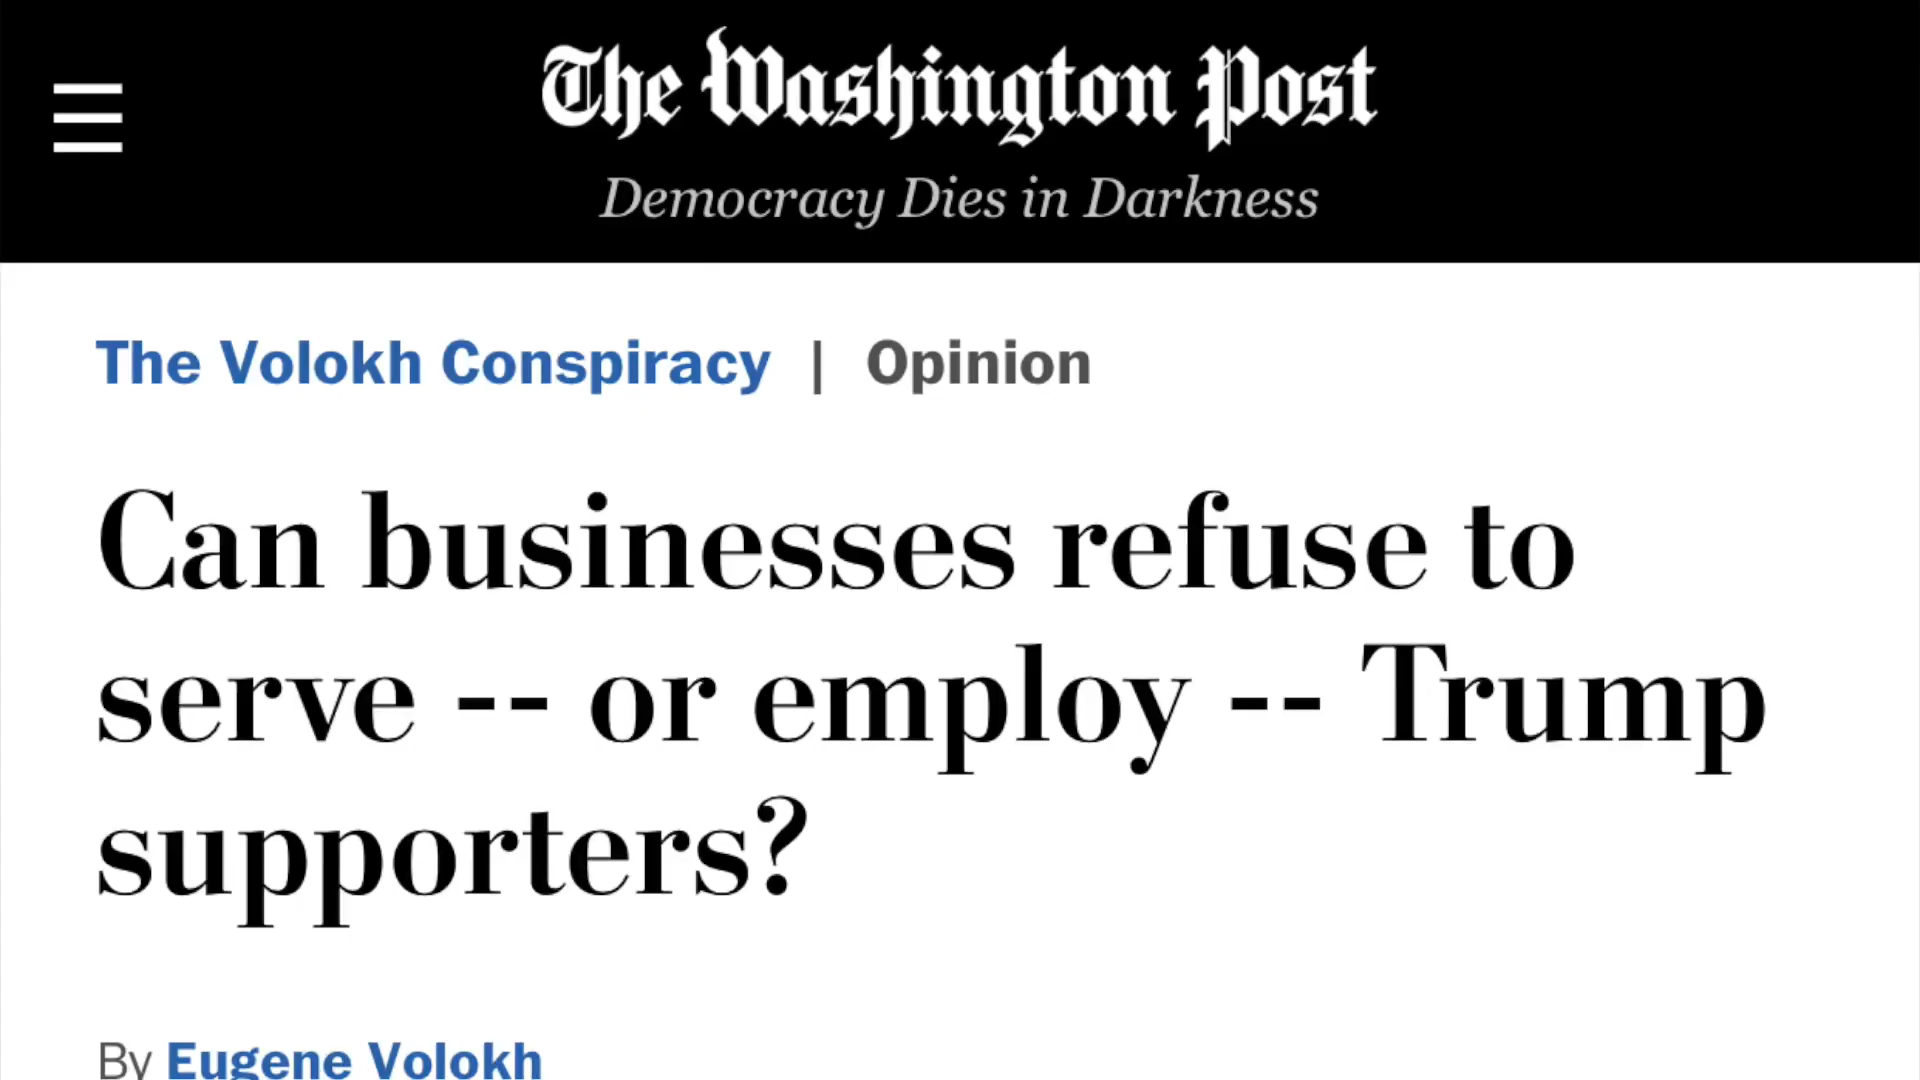 The Washington Post
Democracy Dies in Darkness
The Volokh Conspiracy | Opinion
Can businesses refuse to
serve -- or employ -- Trump
supporters?
By Eugene Volokh